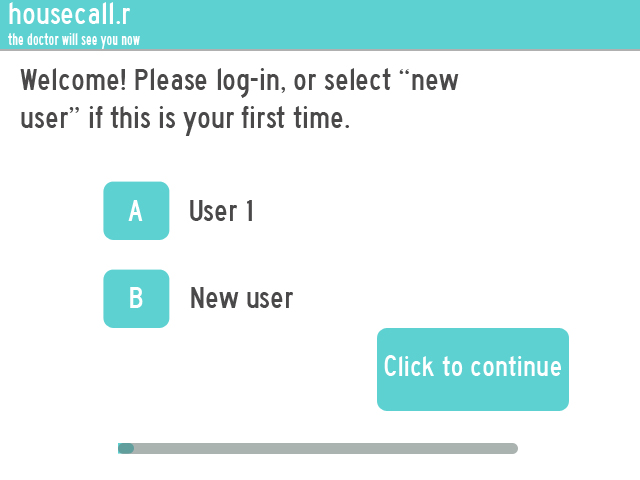 housecall.r
the doctor will see you now
Welcome! Please log-in, or select “new
user” if this is your first time.
A User 1
B New user
Click to continue